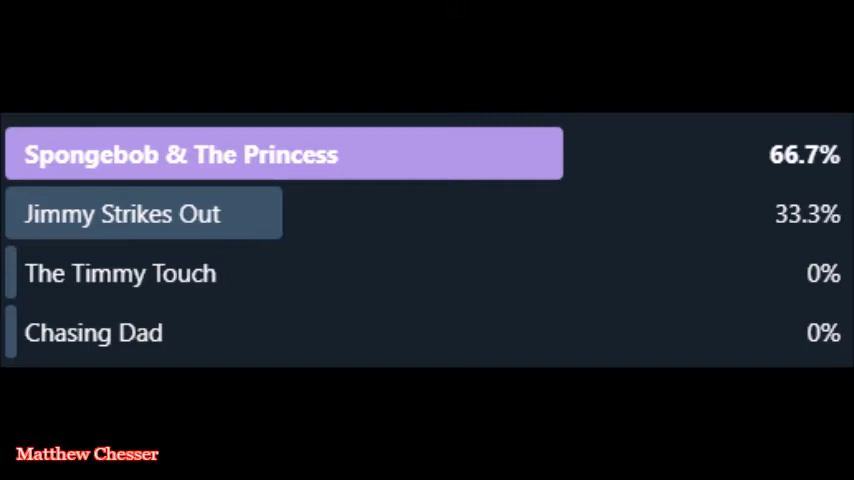 Spongebob & The Princess 66.7%
Jimmy Strikes Out 33.3%
The Timmy Touch 0%
Chasing Dad 0%
Matthew Chesser